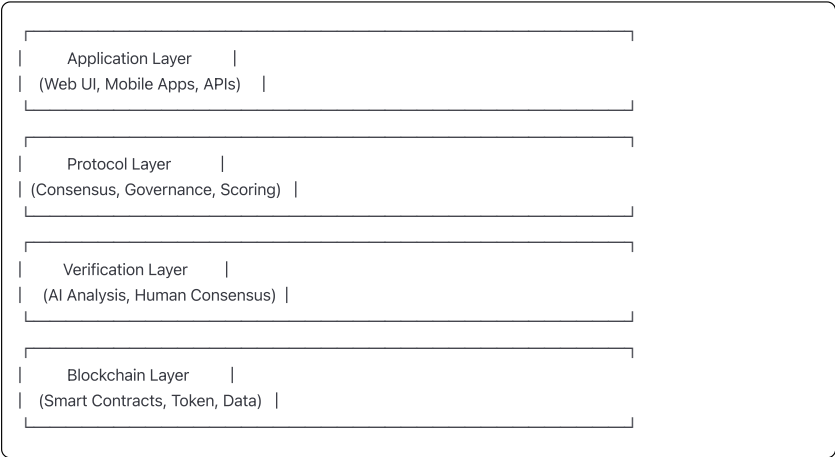 Application Layer
(Web UI, Mobile Apps, APIs)
Protocol Layer
(Consensus, Governance, Scoring)
Verification Layer
(AI Analysis, Human Consensus)
Blockchain Layer
(Smart Contracts, Token, Data)